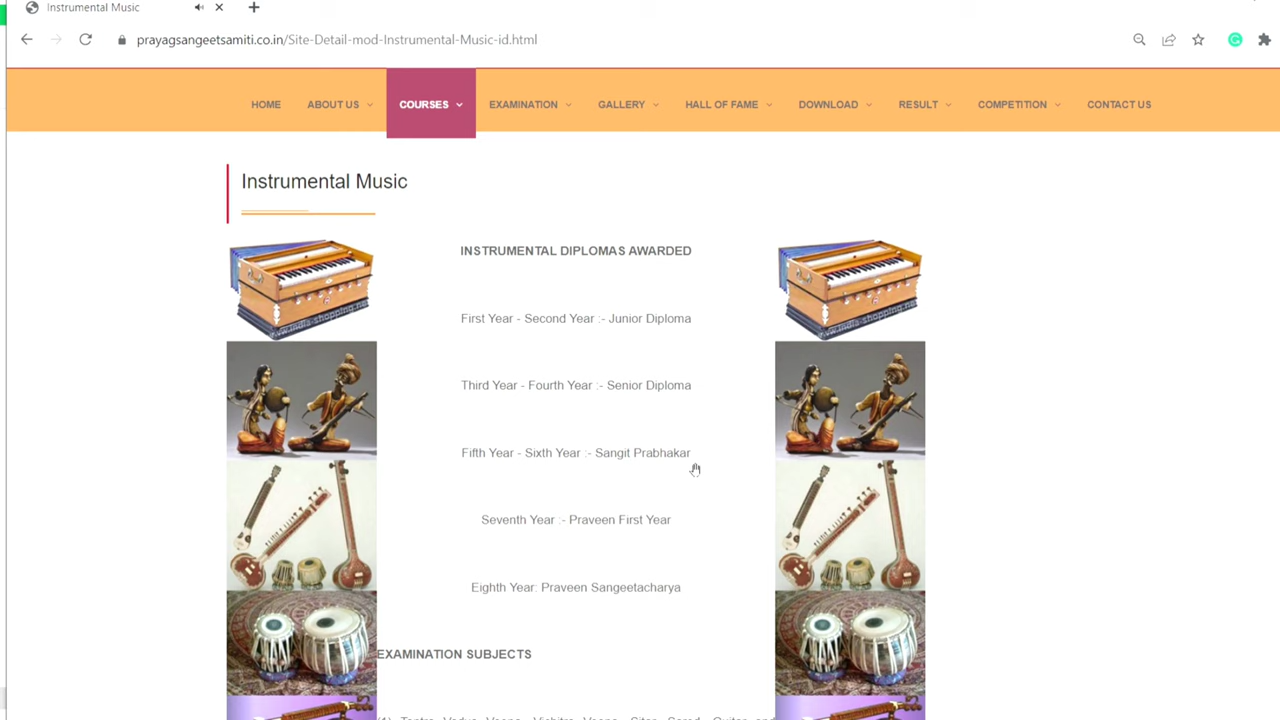 Instrumental Music
prayagsangeetsamiti.co.in/Site-Detail-mod-Instrumental-Music-id.html
HOME ABOUT US COURSES EXAMINATION GALLERY HALL OF FAME DOWNLOAD RESULT COMPETITION CONTACT US
Instrumental Music
INSTRUMENTAL DIPLOMAS AWARDED
First Year - Second Year :- Junior Diploma
Third Year - Fourth Year :- Senior Diploma
Fifth Year - Sixth Year :- Sangit Prabhakar
Seventh Year :- Praveen First Year
Eighth Year: Praveen Sangeetacharya
EXAMINATION SUBJECTS